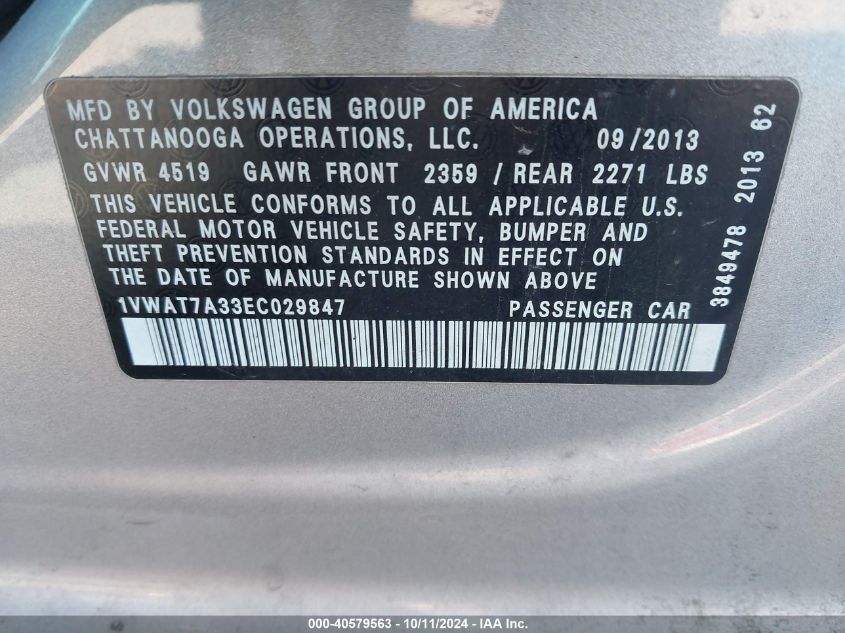 MFD BY VOLKSWAGEN GROUP OF AMERICA
CHATTANOOGA OPERATIONS, LLC. 09/2013
GVWR 4519 GAWR FRONT 2359 / REAR 2271 LBS
THIS VEHICLE CONFORMS TO ALL APPLICABLE U.S.
FEDERAL MOTOR VEHICLE SAFETY, BUMPER AND
THEFT PREVENTION STANDARDS IN EFFECT ON
THE DATE OF MANUFACTURE SHOWN ABOVE
1VWAT7A33EC029847 PASSENGER CAR
3849478 2013 62
000-40579563 - 10/11/2024 - IAA Inc.